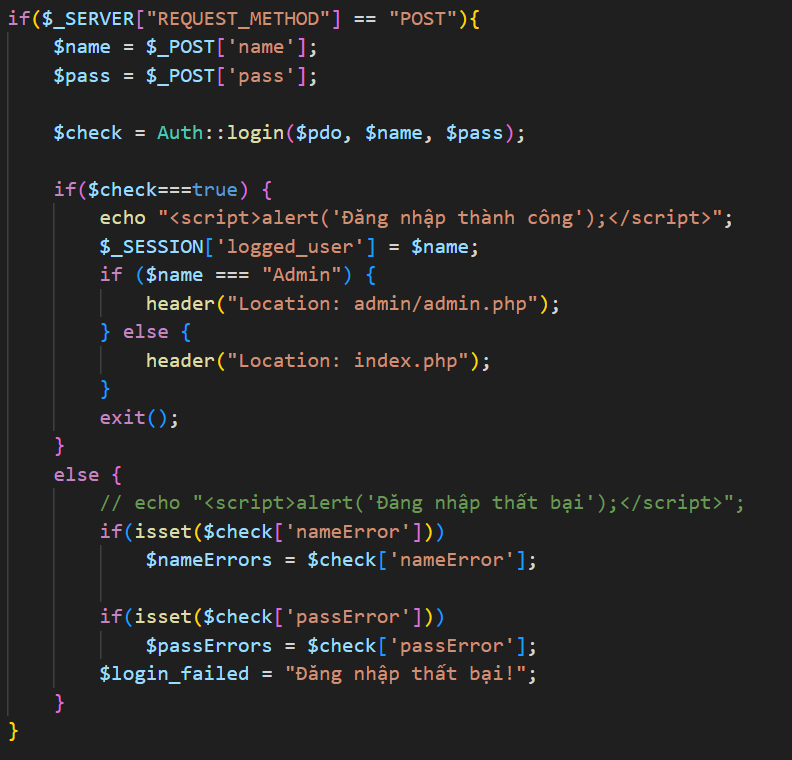 if($_SERVER["REQUEST_METHOD"] == "POST"){
    $name = $_POST['name'];
    $pass = $_POST['pass'];
    $check = Auth::login($pdo, $name, $pass);
    if($check===true) {
        echo "<script>alert('Đăng nhập thành công');</script>";
        $_SESSION['logged_user'] = $name;
        if ($name === "Admin") {
            header("Location: admin/admin.php");
        } else {
            header("Location: index.php");
        }
        exit();
    }
    else {
        // echo "<script>alert('Đăng nhập thất bại');</script>";
        if(isset($check['nameError']))
            $nameErrors = $check['nameError'];
        if(isset($check['passError']))
            $passErrors = $check['passError'];
        $login_failed = "Đăng nhập thất bại!";
    }
}